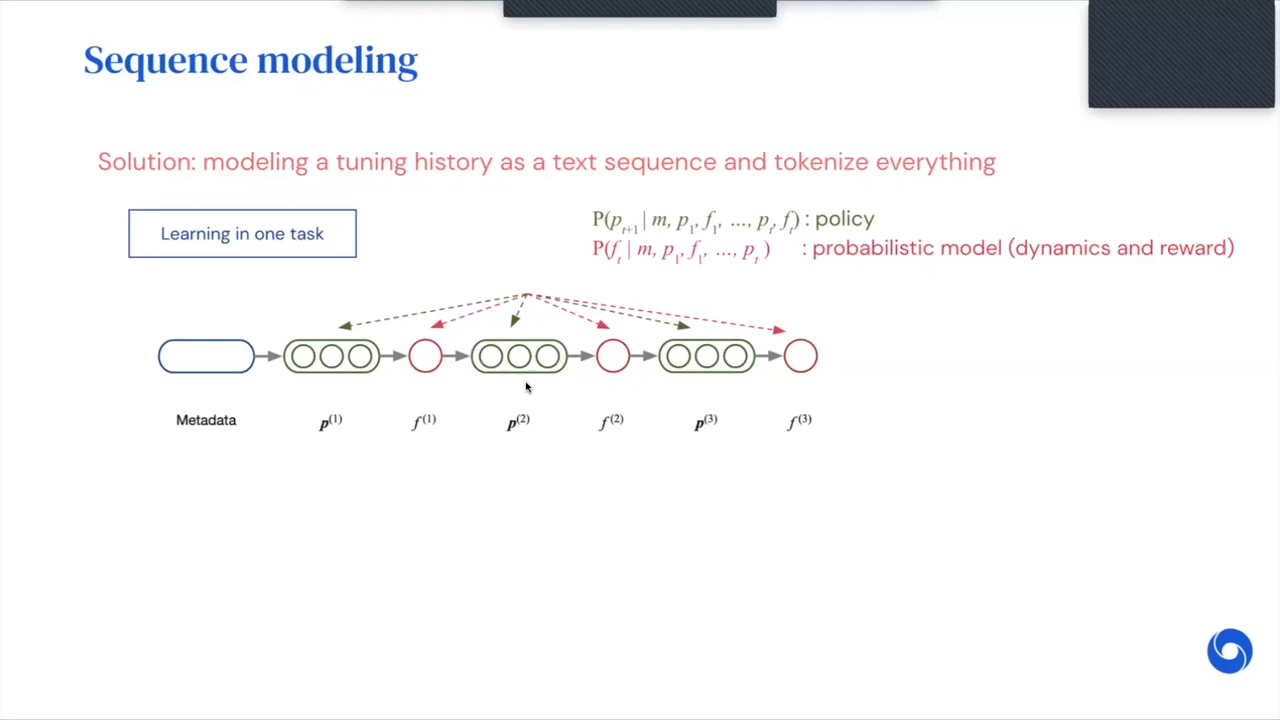 Sequence modeling
Solution: modeling a tuning history as a text sequence and tokenize everything
Learning in one task
P(p_{t+1} | m, p_1, f_1, ..., p_t, f_t) : policy
P(f_t | m, p_1, f_1, ..., p_t ) : probabilistic model (dynamics and reward)
Metadata p^{(1)} f^{(1)} p^{(2)} f^{(2)} p^{(3)} f^{(3)}